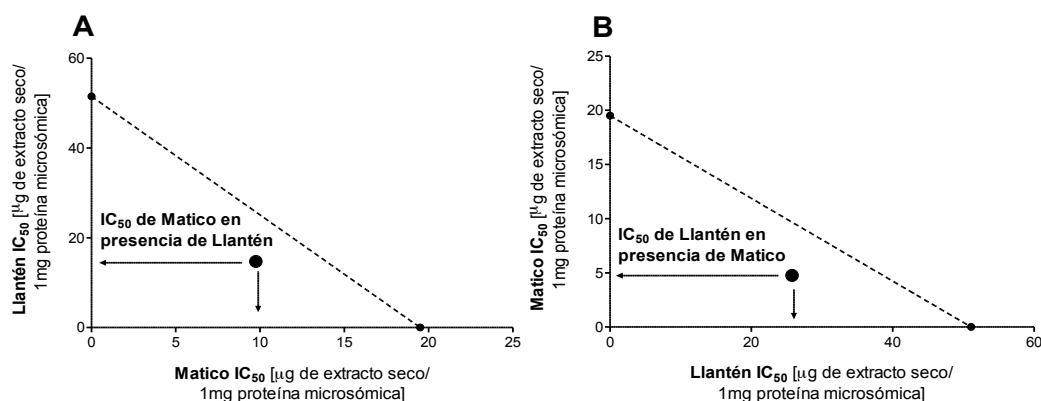 A
Llantén IC50 [µg de extracto seco/
1mg proteína microsómica]
60
40
20
0
IC50 de Matico en
presencia de Llantén
0 5 10 15 20 25
Matico IC50 [µg de extracto seco/
1mg proteína microsómica]
B
Matico IC50 [µg de extracto seco/
1mg proteína microsómica]
25
20
15
10
5
0
IC50 de Llantén en
presencia de Matico
0 20 40 60
Llantén IC50 [µg de extracto seco/
1mg proteína microsómica]